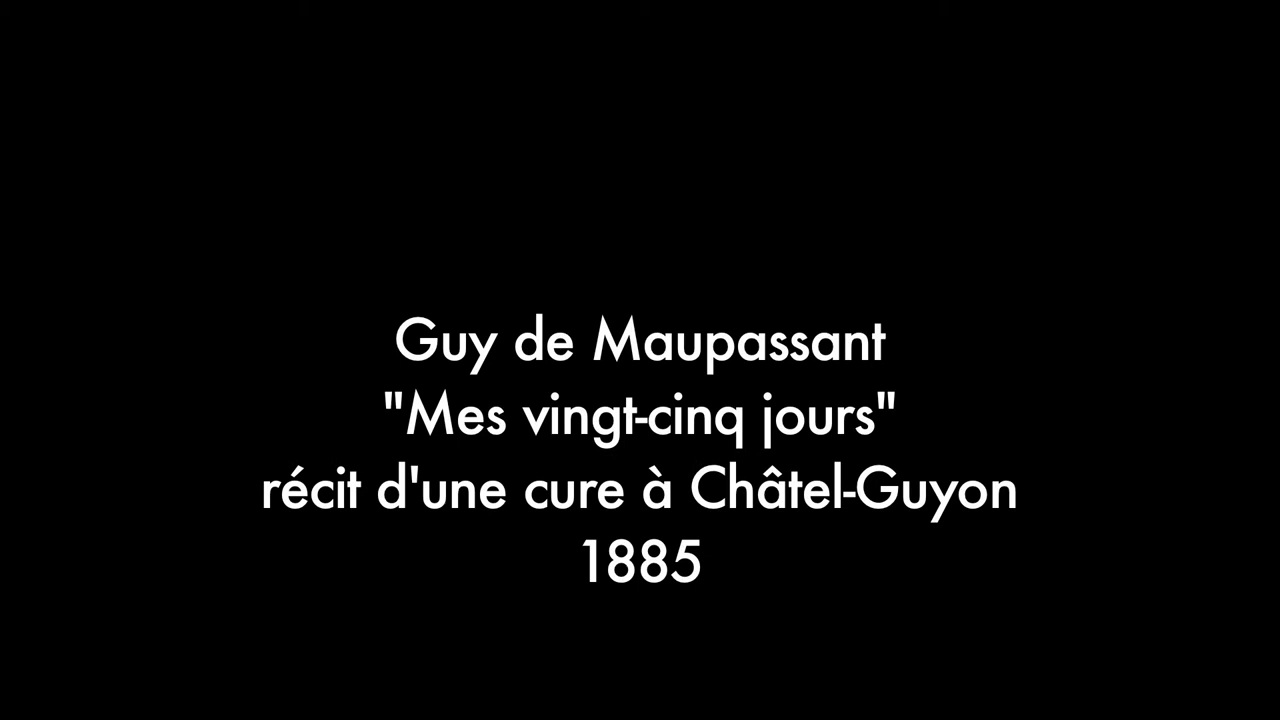 Guy de Maupassant
"Mes vingt-cinq jours"
récit d'une cure à Châtel-Guyon
1885